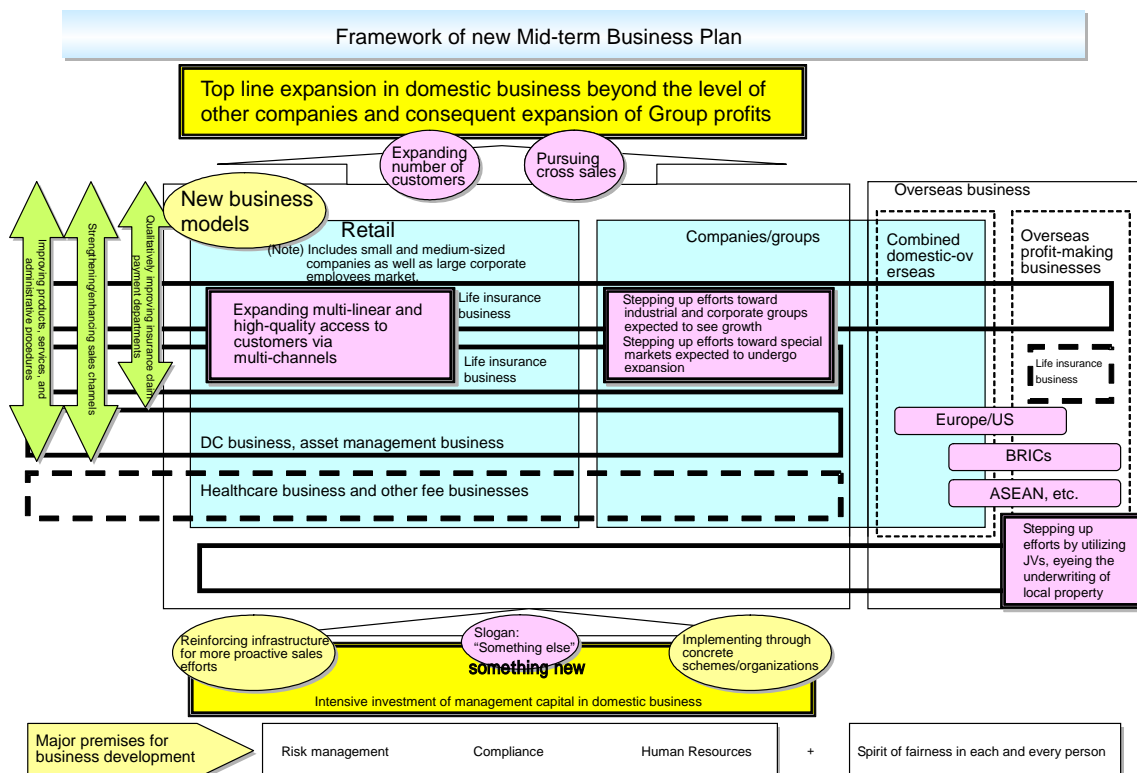 Framework of new Mid-term Business Plan
Top line expansion in domestic business beyond the level of
other companies and consequent expansion of Group profits
Expanding
number of
customers
Pursuing
cross sales
New business
models
Improving products, services, and
administrative procedures
Strengthening/enhancing sales channels
Qualitatively improving insurance claim
payment departments
Retail
(Note) Includes small and medium-sized
companies as well as large corporate
employees market.
Companies/groups
Overseas business
Combined
domestic-ov
erseas
Overseas
profit-making
businesses
Expanding multi-linear and
high-quality access to
customers via
multi-channels
Life insurance
business
Life insurance
business
Stepping up efforts toward
industrial and corporate groups
expected to see growth
Stepping up efforts toward special
markets expected to undergo
expansion
Life insurance
business
DC business, asset management business
Healthcare business and other fee businesses
Europe/US
BRICs
ASEAN, etc.
Stepping up
efforts by utilizing
JVs, eyeing the
underwriting of
local property
Reinforcing infrastructure
for more proactive sales
efforts
Slogan:
“Something else”
Implementing through
concrete
schemes/organizations
something new
Intensive investment of management capital in domestic business
Major premises for
business development
Risk management Compliance Human Resources + Spirit of fairness in each and every person